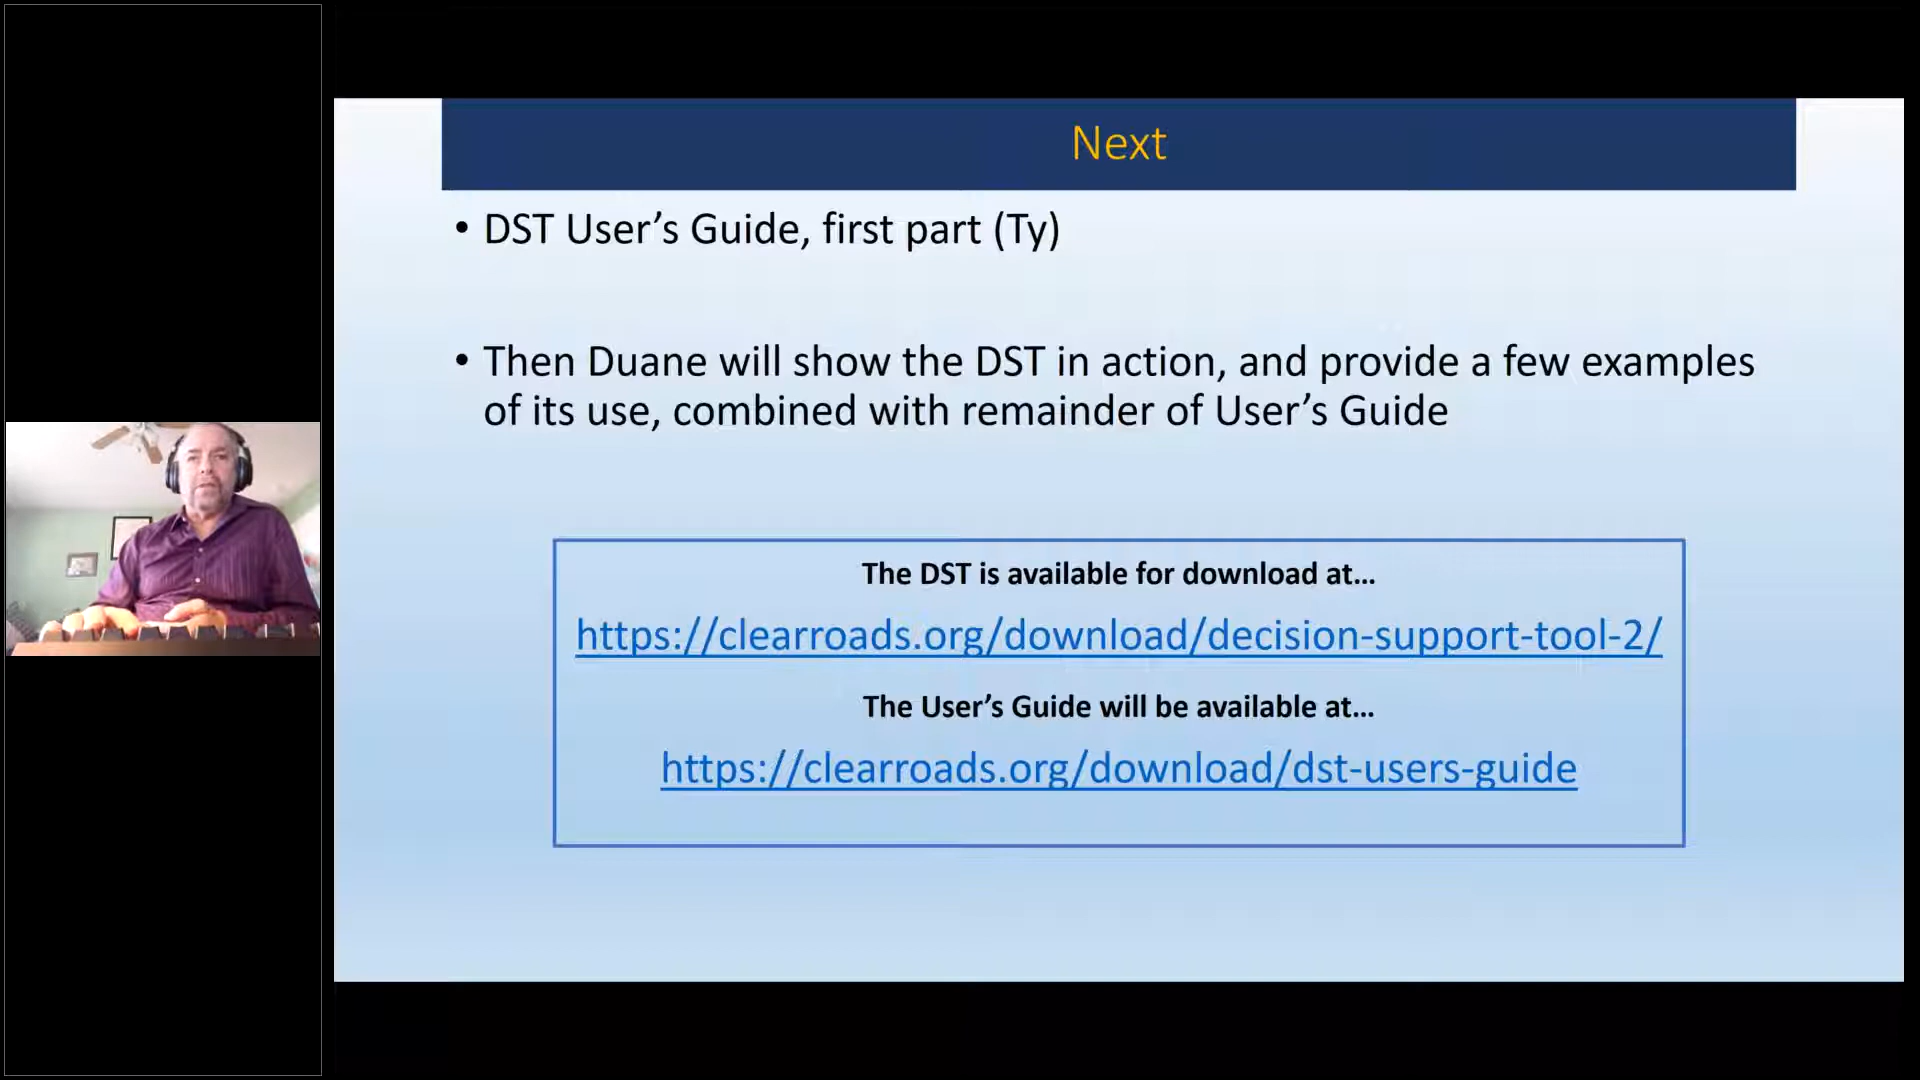 Next
• DST User’s Guide, first part (Ty)
• Then Duane will show the DST in action, and provide a few examples
of its use, combined with remainder of User’s Guide
The DST is available for download at...
https://clearroads.org/download/decision-support-tool-2/
The User’s Guide will be available at...
https://clearroads.org/download/dst-users-guide